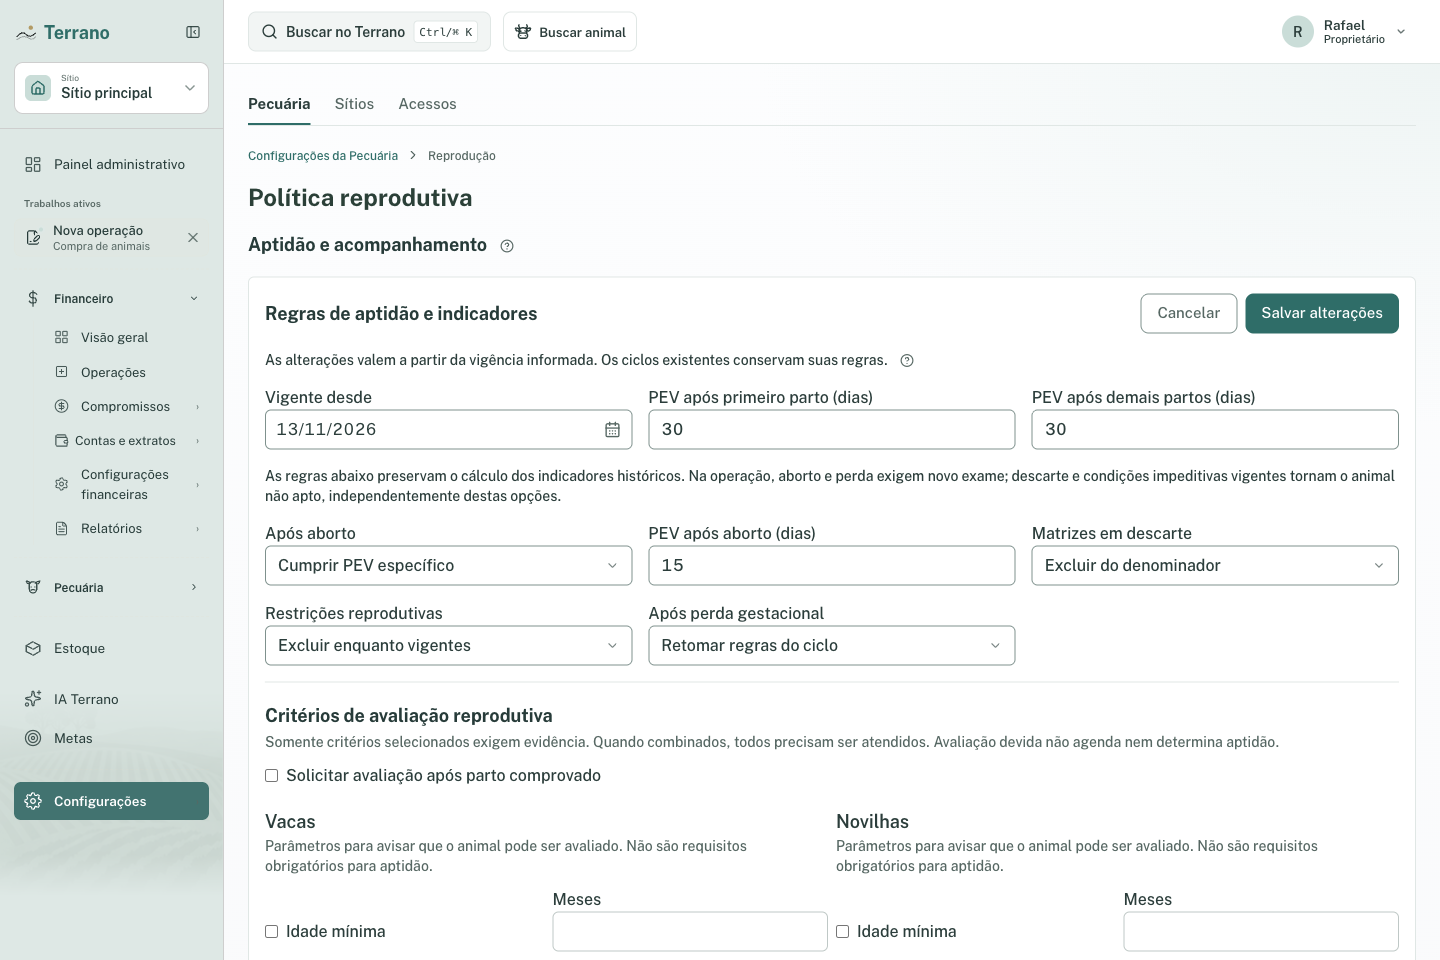 Terrano
Sítio
Sítio principal
Painel administrativo
Trabalhos ativos
Nova operação
Compra de animais
Financeiro
Visão geral
Operações
Compromissos
Contas e extratos
Configurações
financeiras
Relatórios
Pecuária
Estoque
IA Terrano
Metas
Configurações
Buscar no Terrano Ctrl/⌘ K
Buscar animal
R
Rafael
Proprietário
Pecuária Sítios Acessos
Configurações da Pecuária > Reprodução
Política reprodutiva
Aptidão e acompanhamento
Regras de aptidão e indicadores
Cancelar
Salvar alterações
As alterações valem a partir da vigência informada. Os ciclos existentes conservam suas regras.
Vigente desde PEV após primeiro parto (dias) PEV após demais partos (dias)
13/11/2026 30 30
As regras abaixo preservam o cálculo dos indicadores históricos. Na operação, aborto e perda exigem novo exame; descarte e condições impeditivas vigentes tornam o animal
não apto, independentemente destas opções.
Após aborto PEV após aborto (dias) Matrizes em descarte
Cumprir PEV específico 15 Excluir do denominador
Restrições reprodutivas Após perda gestacional
Excluir enquanto vigentes Retomar regras do ciclo
Critérios de avaliação reprodutiva
Somente critérios selecionados exigem evidência. Quando combinados, todos precisam ser atendidos. Avaliação devida não agenda nem determina aptidão.
Solicitar avaliação após parto comprovado
Vacas
Parâmetros para avisar que o animal pode ser avaliado. Não são requisitos
obrigatórios para aptidão.
Meses
Idade mínima
Novilhas
Parâmetros para avisar que o animal pode ser avaliado. Não são requisitos
obrigatórios para aptidão.
Meses
Idade mínima